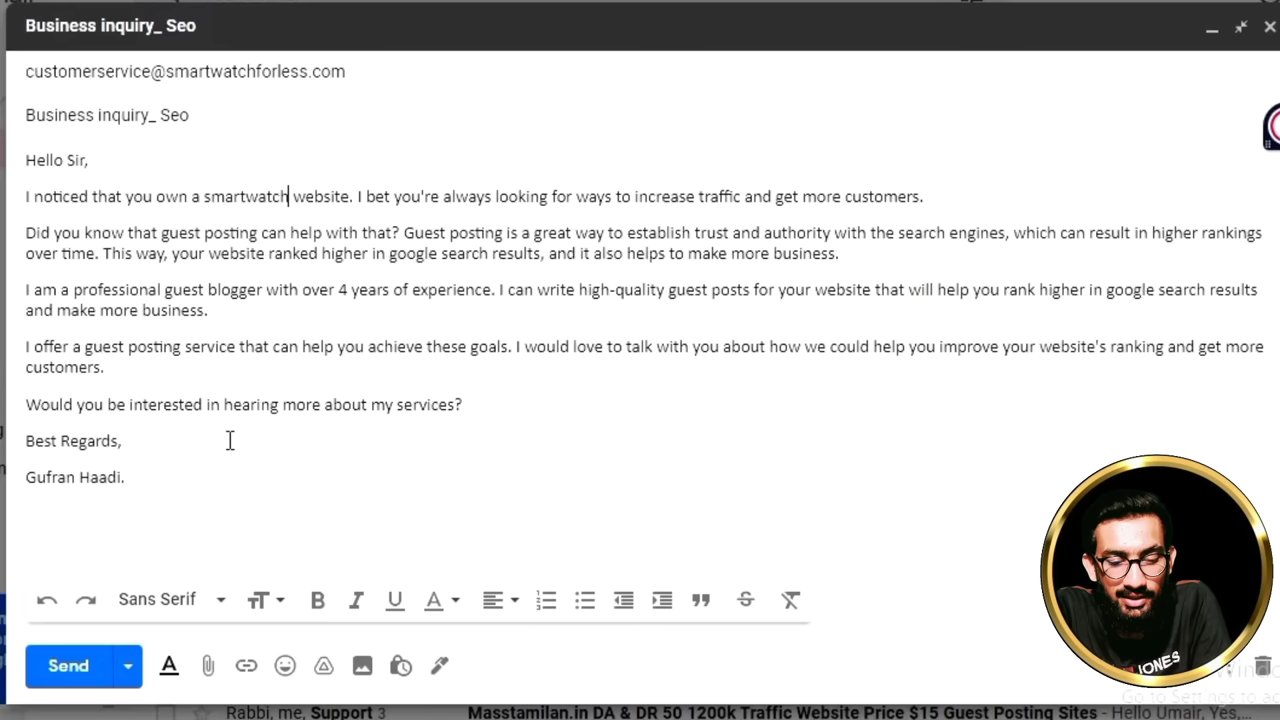 Business inquiry_ Seo
customerservice@smartwatchforless.com
Business inquiry_ Seo
Hello Sir,
I noticed that you own a smartwatch website. I bet you're always looking for ways to increase traffic and get more customers.
Did you know that guest posting can help with that? Guest posting is a great way to establish trust and authority with the search engines, which can result in higher rankings
over time. This way, your website ranked higher in google search results, and it also helps to make more business.
I am a professional guest blogger with over 4 years of experience. I can write high-quality guest posts for your website that will help you rank higher in google search results
and make more business.
I offer a guest posting service that can help you achieve these goals. I would love to talk with you about how we could help you improve your website's ranking and get more
customers.
Would you be interested in hearing more about my services?
Best Regards,
Gufran Haadi.
Sans Serif
Send
JONES
Go to Settings to
Rabbi, me, Support 3 Masstamilan.in DA & DR 50 1200k Traffic Website Price $15 Guest Posting Sites - Hello Umar, Yes...